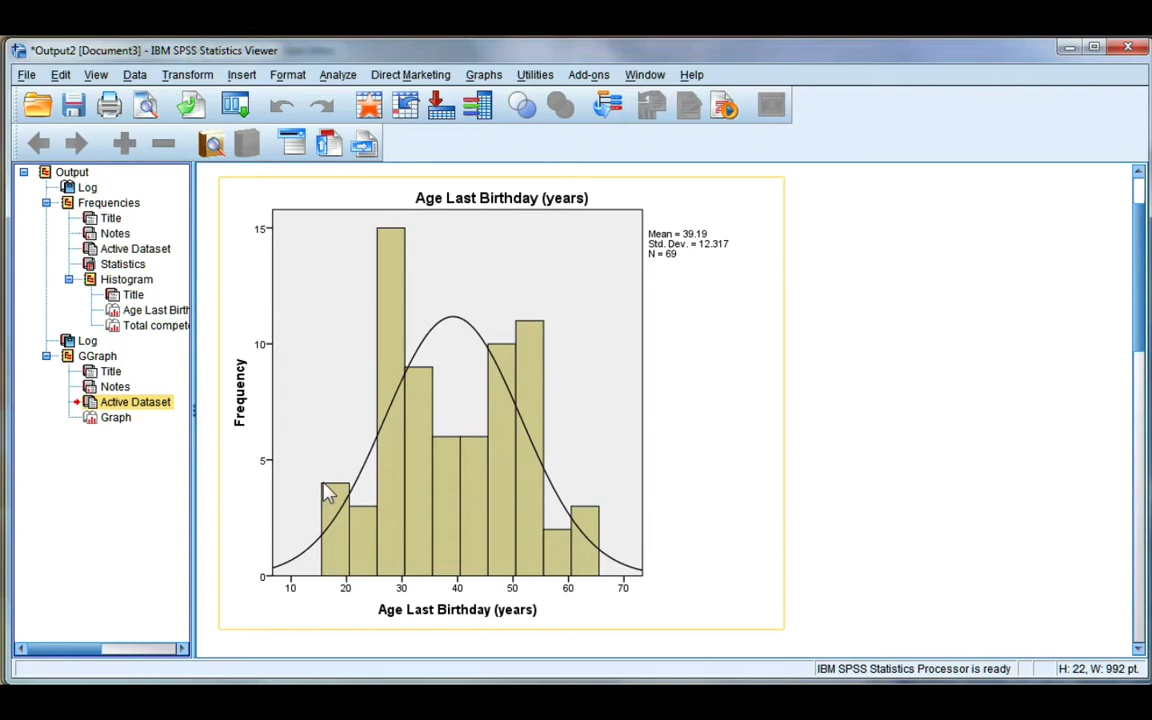 *Output2 [Document3] - IBM SPSS Statistics Viewer
File Edit View Data Transform Insert Format Analyze Direct Marketing Graphs Utilities Add-ons Window Help
Output
Log
Frequencies
Title
Notes
Active Dataset
Statistics
Histogram
Title
Age Last Birth
Total compete
Log
GGraph
Title
Notes
Active Dataset
Graph
Age Last Birthday (years)
Mean = 39.19
Std. Dev. = 12.317
N = 69
Frequency
15
10
5
0
10 20 30 40 50 60 70
Age Last Birthday (years)
IBM SPSS Statistics Processor is ready
H: 22, W: 992 pt.